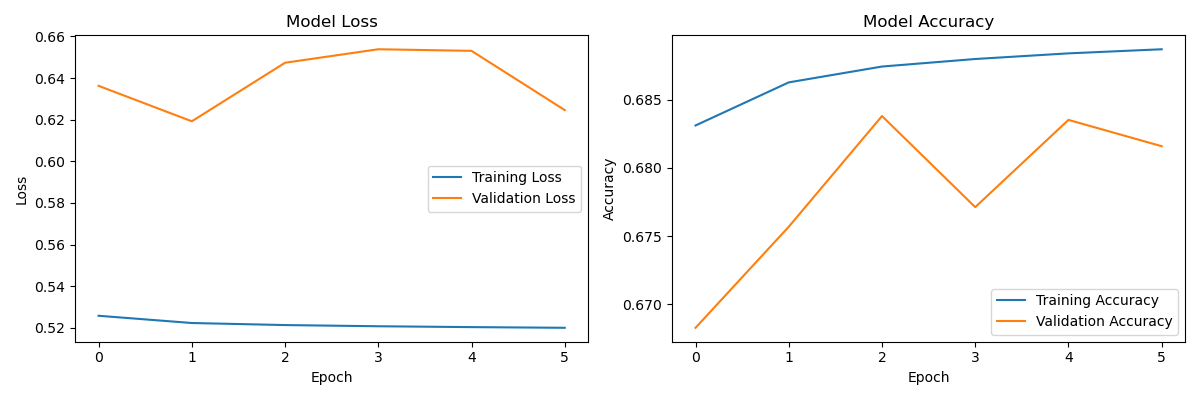 Model Loss
0.66
0.64
0.62
0.60
0.58
0.56
0.54
0.52
Loss
0 1 2 3 4 5
Epoch
Training Loss
Validation Loss
Model Accuracy
0.685
0.680
0.675
0.670
Accuracy
0 1 2 3 4 5
Epoch
Training Accuracy
Validation Accuracy